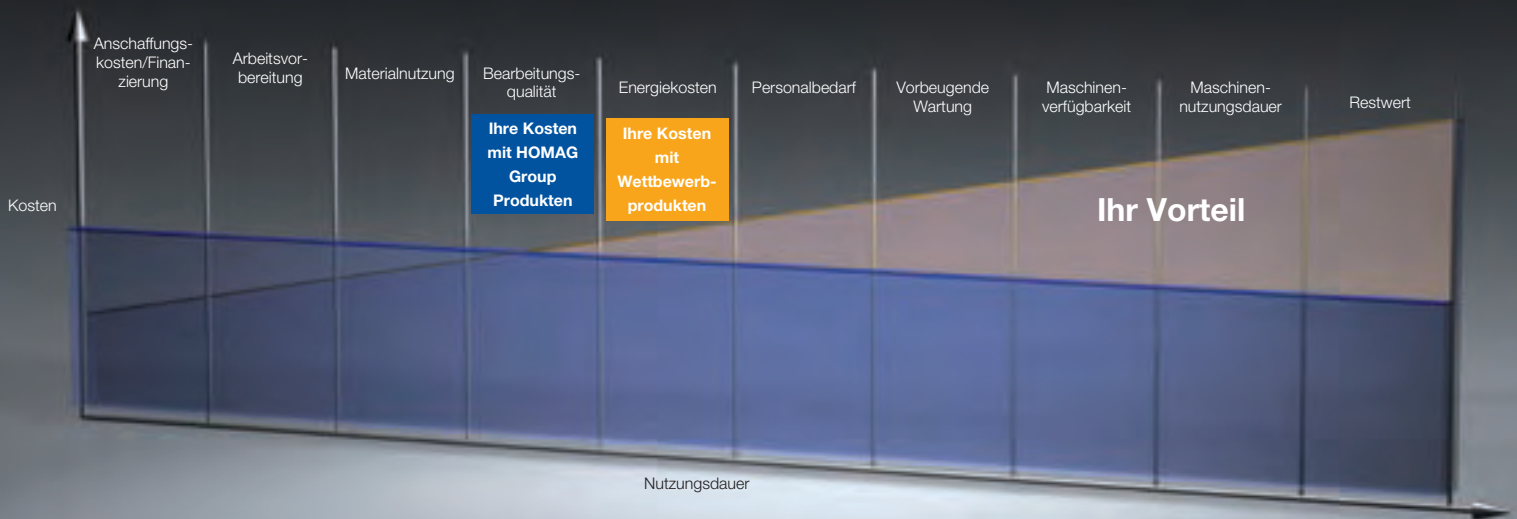 Anschaffungs-
kosten/Finan-
zierung
Arbeitsvor-
bereitung
Materialnutzung
Bearbeitungs-
qualität
Energiekosten
Personalbedarf
Vorbeugende
Wartung
Maschinen-
verfügbarkeit
Maschinen-
nutzungsdauer
Restwert
Ihre Kosten
mit HOMAG
Group
Produkten
Ihre Kosten
mit
Wettbewerb-
produkten
Kosten
Ihr Vorteil
Nutzungsdauer